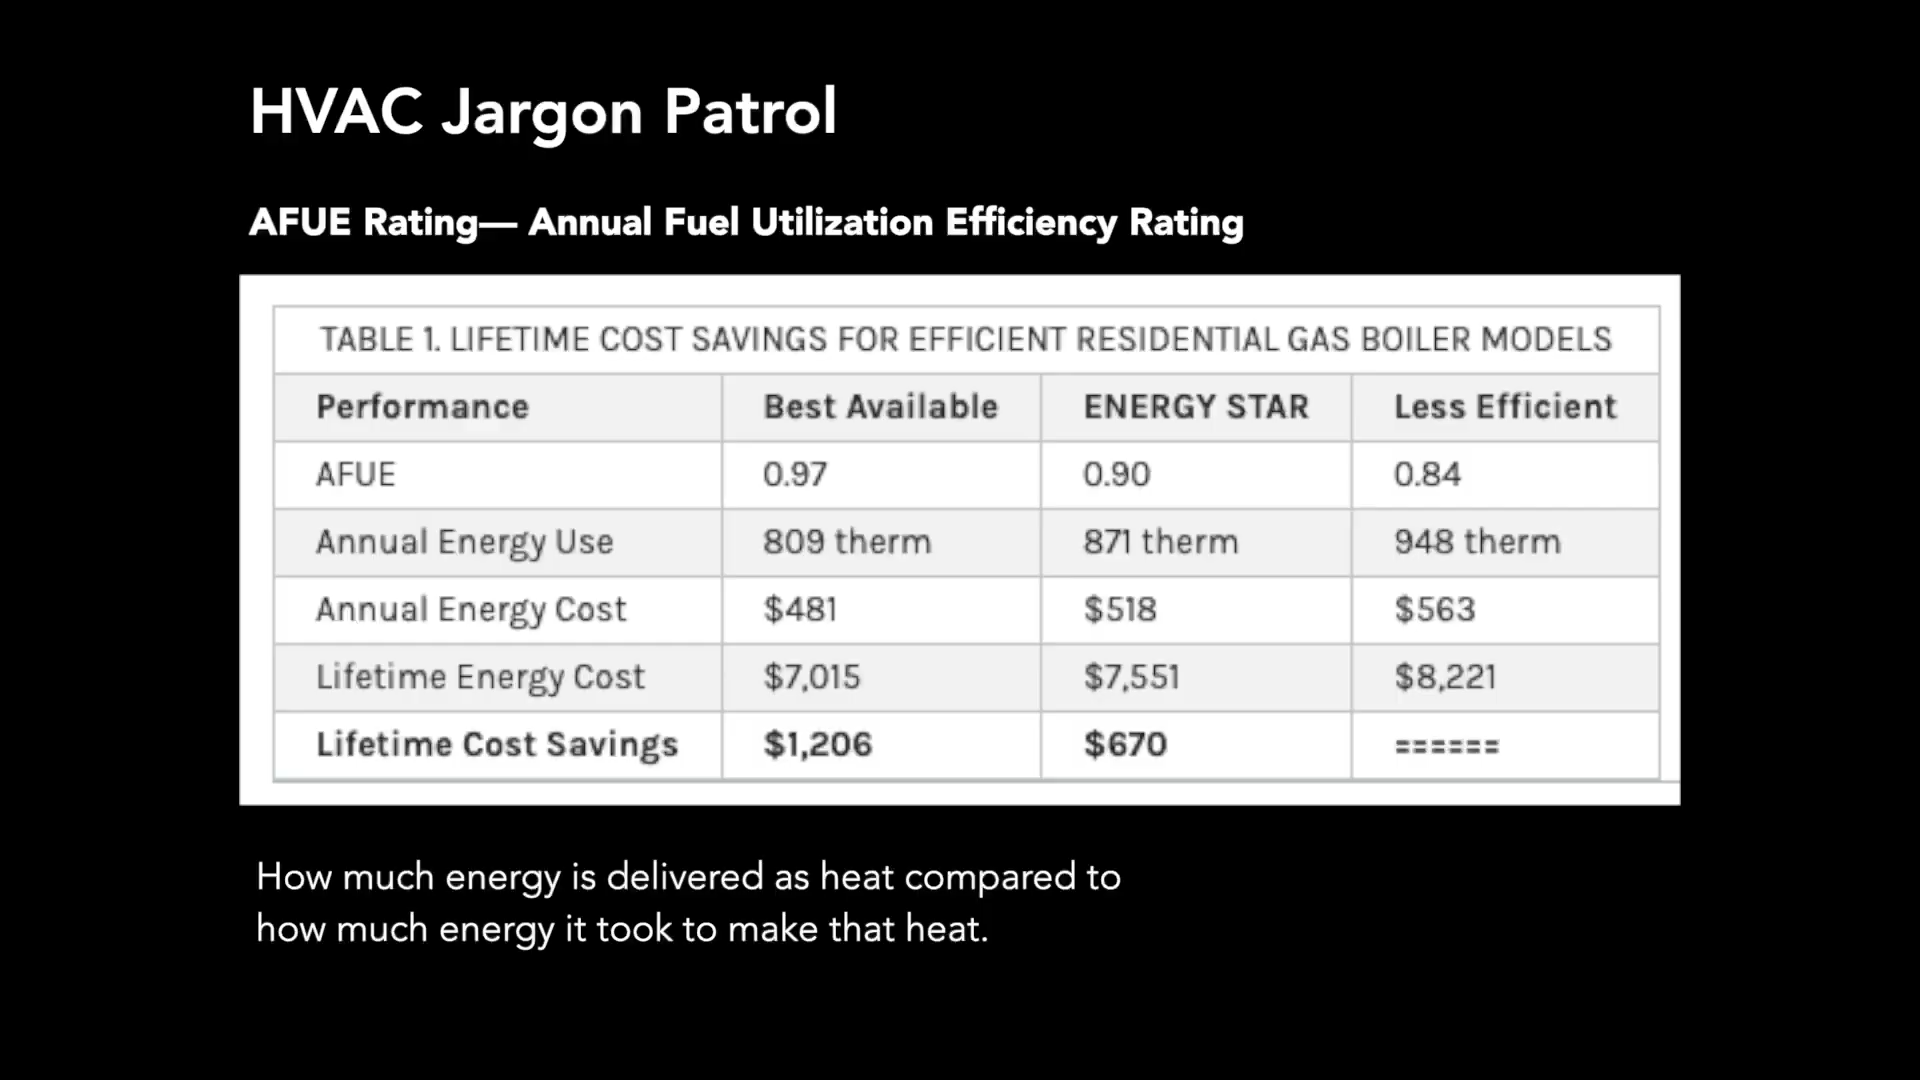 HVAC Jargon Patrol
AFUE Rating— Annual Fuel Utilization Efficiency Rating
TABLE 1. LIFETIME COST SAVINGS FOR EFFICIENT RESIDENTIAL GAS BOILER MODELS
Performance Best Available ENERGY STAR Less Efficient
AFUE 0.97 0.90 0.84
Annual Energy Use 809 therm 871 therm 948 therm
Annual Energy Cost $481 $518 $563
Lifetime Energy Cost $7,015 $7,551 $8,221
Lifetime Cost Savings $1,206 $670 ======
How much energy is delivered as heat compared to
how much energy it took to make that heat.